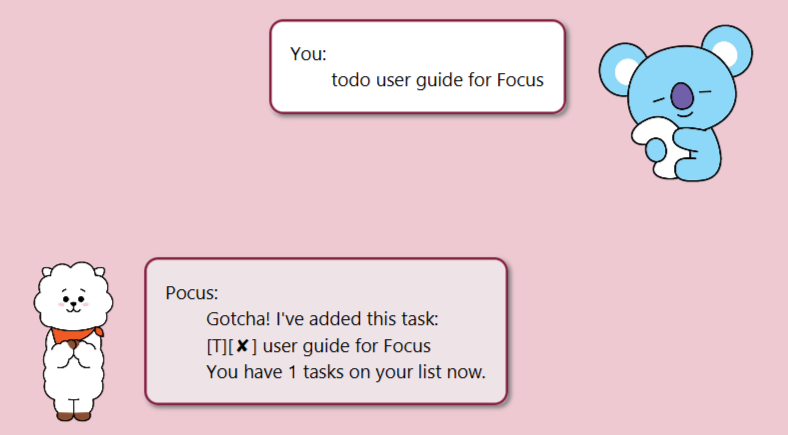 You:
todo user guide for Focus
Pocus:
Gotcha! I've added this task:
[T][✘] user guide for Focus
You have 1 tasks on your list now.